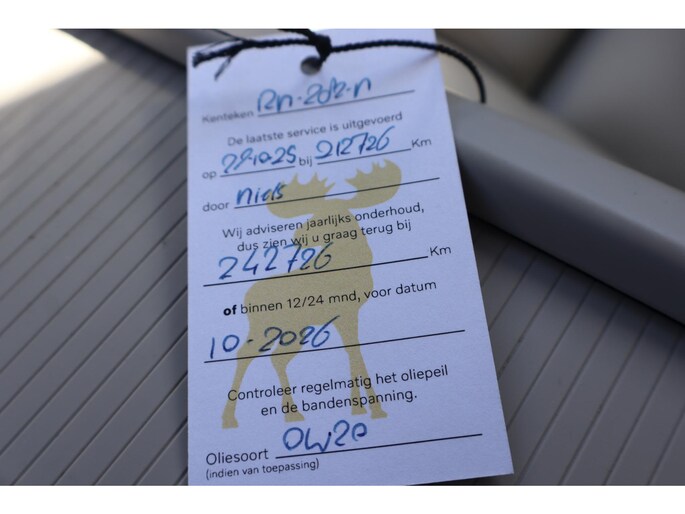 Kenteken RN-282-N
De laatste service is uitgevoerd
op 29-10-25 bij 212726 Km
door Niels
Wij adviseren jaarlijks onderhoud,
dus zien wij u graag terug bij
242726 Km
of binnen 12/24 mnd, voor datum
10-2026
Controleer regelmatig het oliepeil
en de bandenspanning.
Oliesoort 0W20
(indien van toepassing)